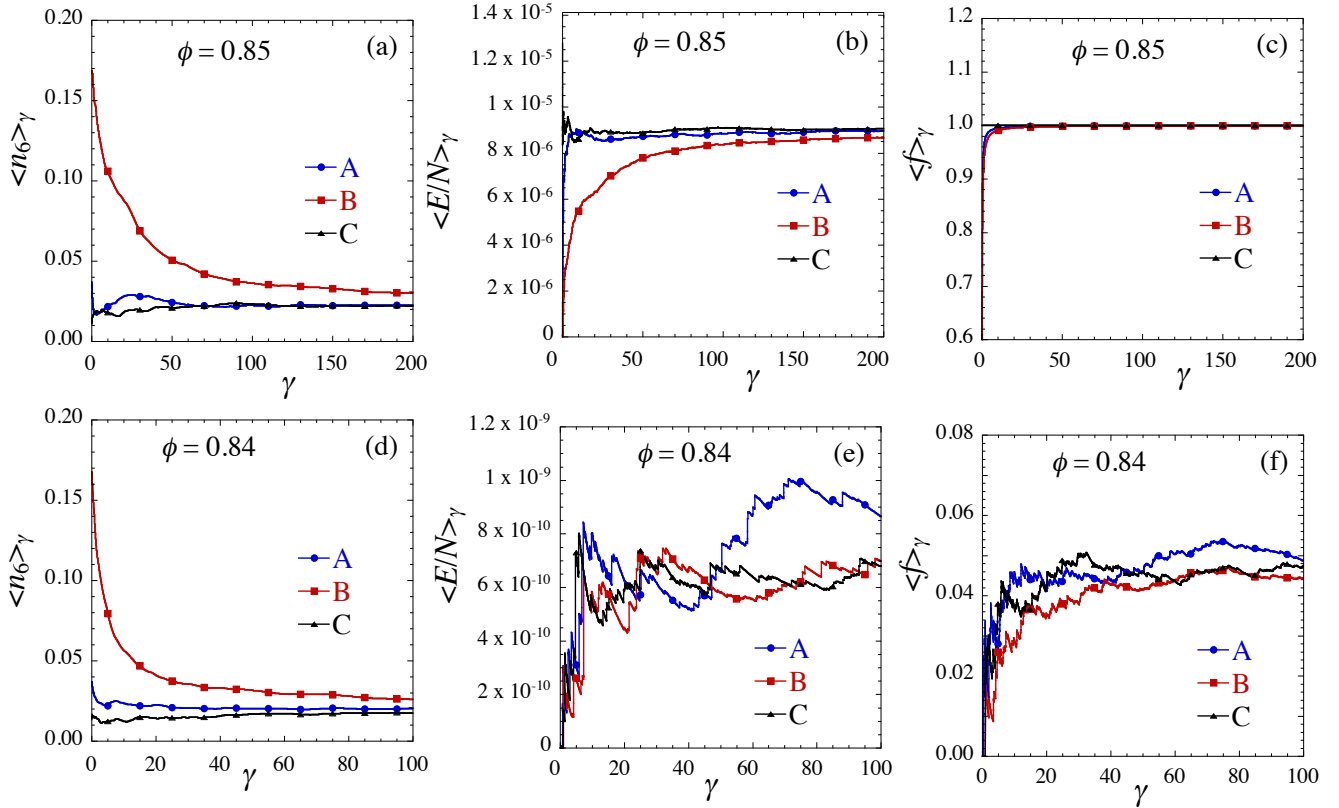 (a)
ϕ = 0.85
<n₆>γ
0.20
0.15
0.10
0.05
0.00
A
B
C
0 50 100 150 200
γ
(b)
ϕ = 0.85
<E/N>γ
1.4 x 10⁻⁵
1.2 x 10⁻⁵
1 x 10⁻⁵
8 x 10⁻⁶
6 x 10⁻⁶
4 x 10⁻⁶
2 x 10⁻⁶
0
A
B
C
0 50 100 150 200
γ
(c)
ϕ = 0.85
<f>γ
1.2
1.1
1.0
0.9
0.8
0.7
0.6
A
B
C
0 50 100 150 200
γ
(d)
ϕ = 0.84
<n₆>γ
0.20
0.15
0.10
0.05
0.00
A
B
C
0 20 40 60 80 100
γ
(e)
ϕ = 0.84
<E/N>γ
1.2 x 10⁻⁹
1 x 10⁻⁹
8 x 10⁻¹⁰
6 x 10⁻¹⁰
4 x 10⁻¹⁰
2 x 10⁻¹⁰
0
A
B
C
0 20 40 60 80 100
γ
(f)
ϕ = 0.84
<f>γ
0.08
0.06
0.04
0.02
0.00
A
B
C
0 20 40 60 80 100
γ